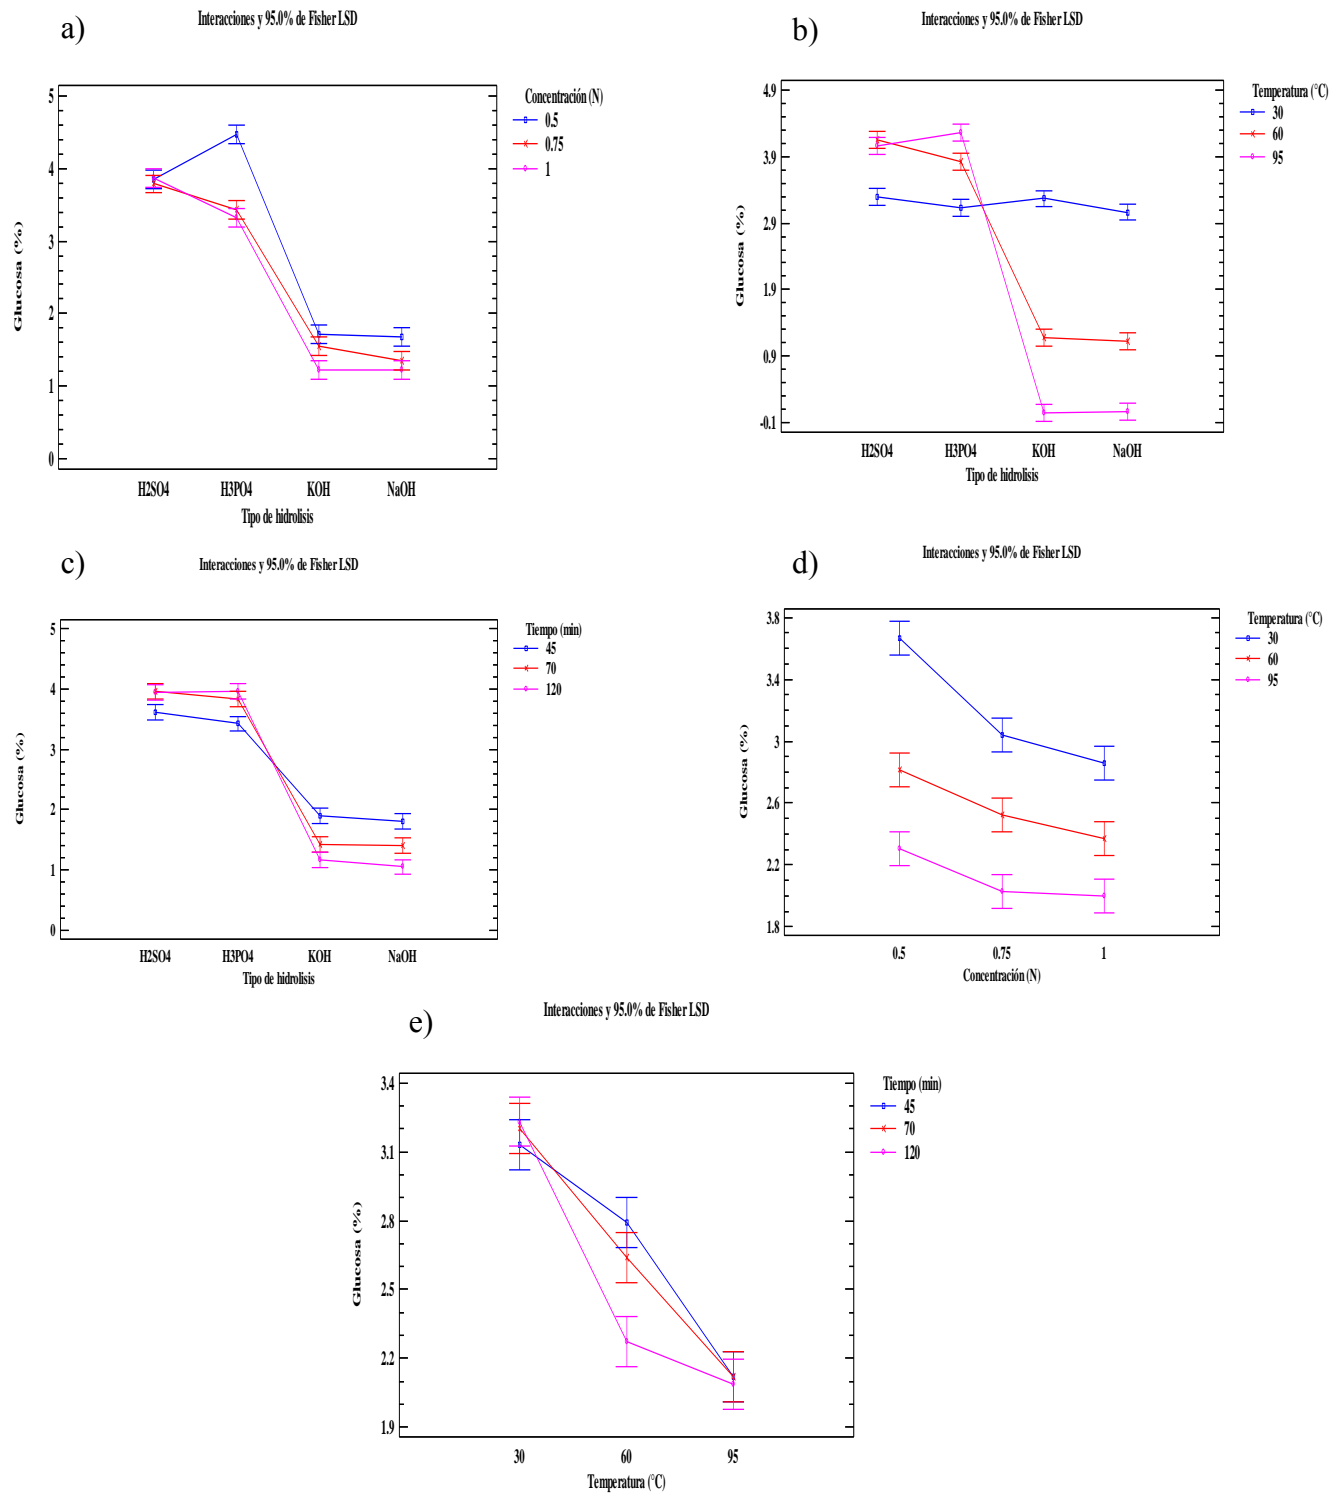 a)
Interacciones y 95.0% de Fisher LSD
Glucosa (%)
5
4
3
2
1
0
H2SO4 H3PO4 KOH NaOH
Tipo de hidrolisis
Concentración (N)
0.5
0.75
1
b)
Interacciones y 95.0% de Fisher LSD
Glucosa (%)
4.9
3.9
2.9
1.9
0.9
-0.1
H2SO4 H3PO4 KOH NaOH
Tipo de hidrolisis
Temperatura (°C)
30
60
95
c)
Interacciones y 95.0% de Fisher LSD
Glucosa (%)
5
4
3
2
1
0
H2SO4 H3PO4 KOH NaOH
Tipo de hidrolisis
Tiempo (min)
45
70
120
d)
Interacciones y 95.0% de Fisher LSD
Glucosa (%)
3.8
3.4
3
2.6
2.2
1.8
0.5 0.75 1
Concentración (N)
Temperatura (°C)
30
60
95
e)
Interacciones y 95.0% de Fisher LSD
Glucosa (%)
3.4
3.1
2.8
2.5
2.2
1.9
30 60 95
Temperatura (°C)
Tiempo (min)
45
70
120